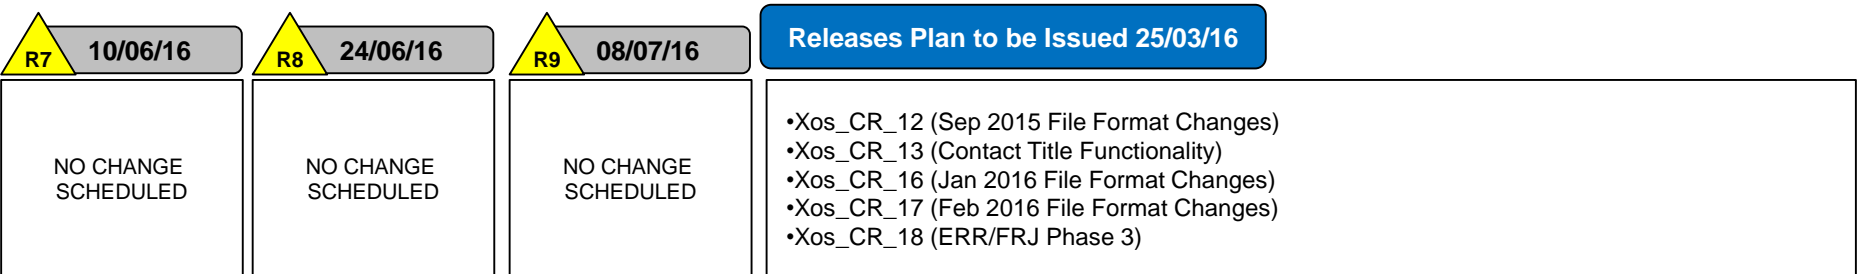 R7 10/06/16
R8 24/06/16
R9 08/07/16
Releases Plan to be Issued 25/03/16
NO CHANGE
SCHEDULED
NO CHANGE
SCHEDULED
NO CHANGE
SCHEDULED
•Xos_CR_12 (Sep 2015 File Format Changes)
•Xos_CR_13 (Contact Title Functionality)
•Xos_CR_16 (Jan 2016 File Format Changes)
•Xos_CR_17 (Feb 2016 File Format Changes)
•Xos_CR_18 (ERR/FRJ Phase 3)